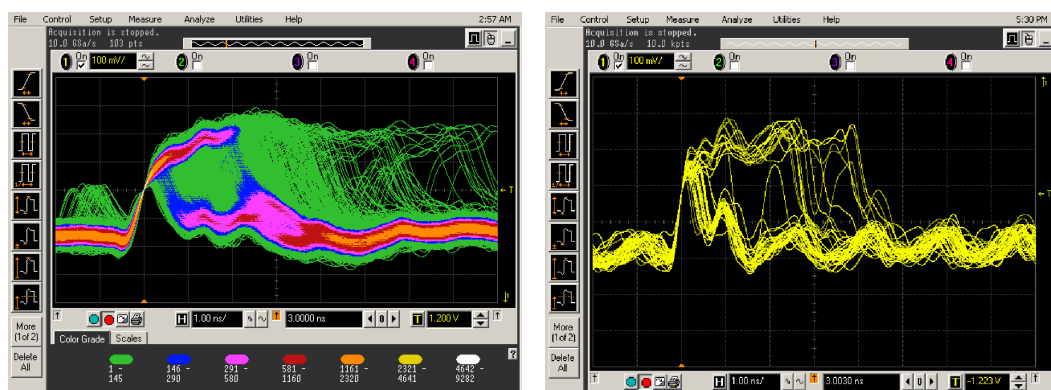 File Control Setup Measure Analyze Utilities Help 2:57 AM
Acquisition is stopped.
10.0 GSa/s 103 pts
1 On 100 mV/ 2 On 3 On 4 On
T
More
(1 of 2)
Delete
All
H 1.00 ns/ 3.0000 ns 0 T 1.200 V
Color Grade Scales
?
1 - 146 - 291 - 581 - 1161 - 2321 - 4642 -
145 290 580 1160 2320 4641 9282
File Control Setup Measure Analyze Utilities Help 5:30 PM
Acquisition is stopped.
10.0 GSa/s 10.0 kpts
1 On 100 mV/ 2 On 3 On 4 On
T
More
(1 of 2)
Delete
All
H 1.00 ns/ 3.0030 ns 0 T -1.223 V